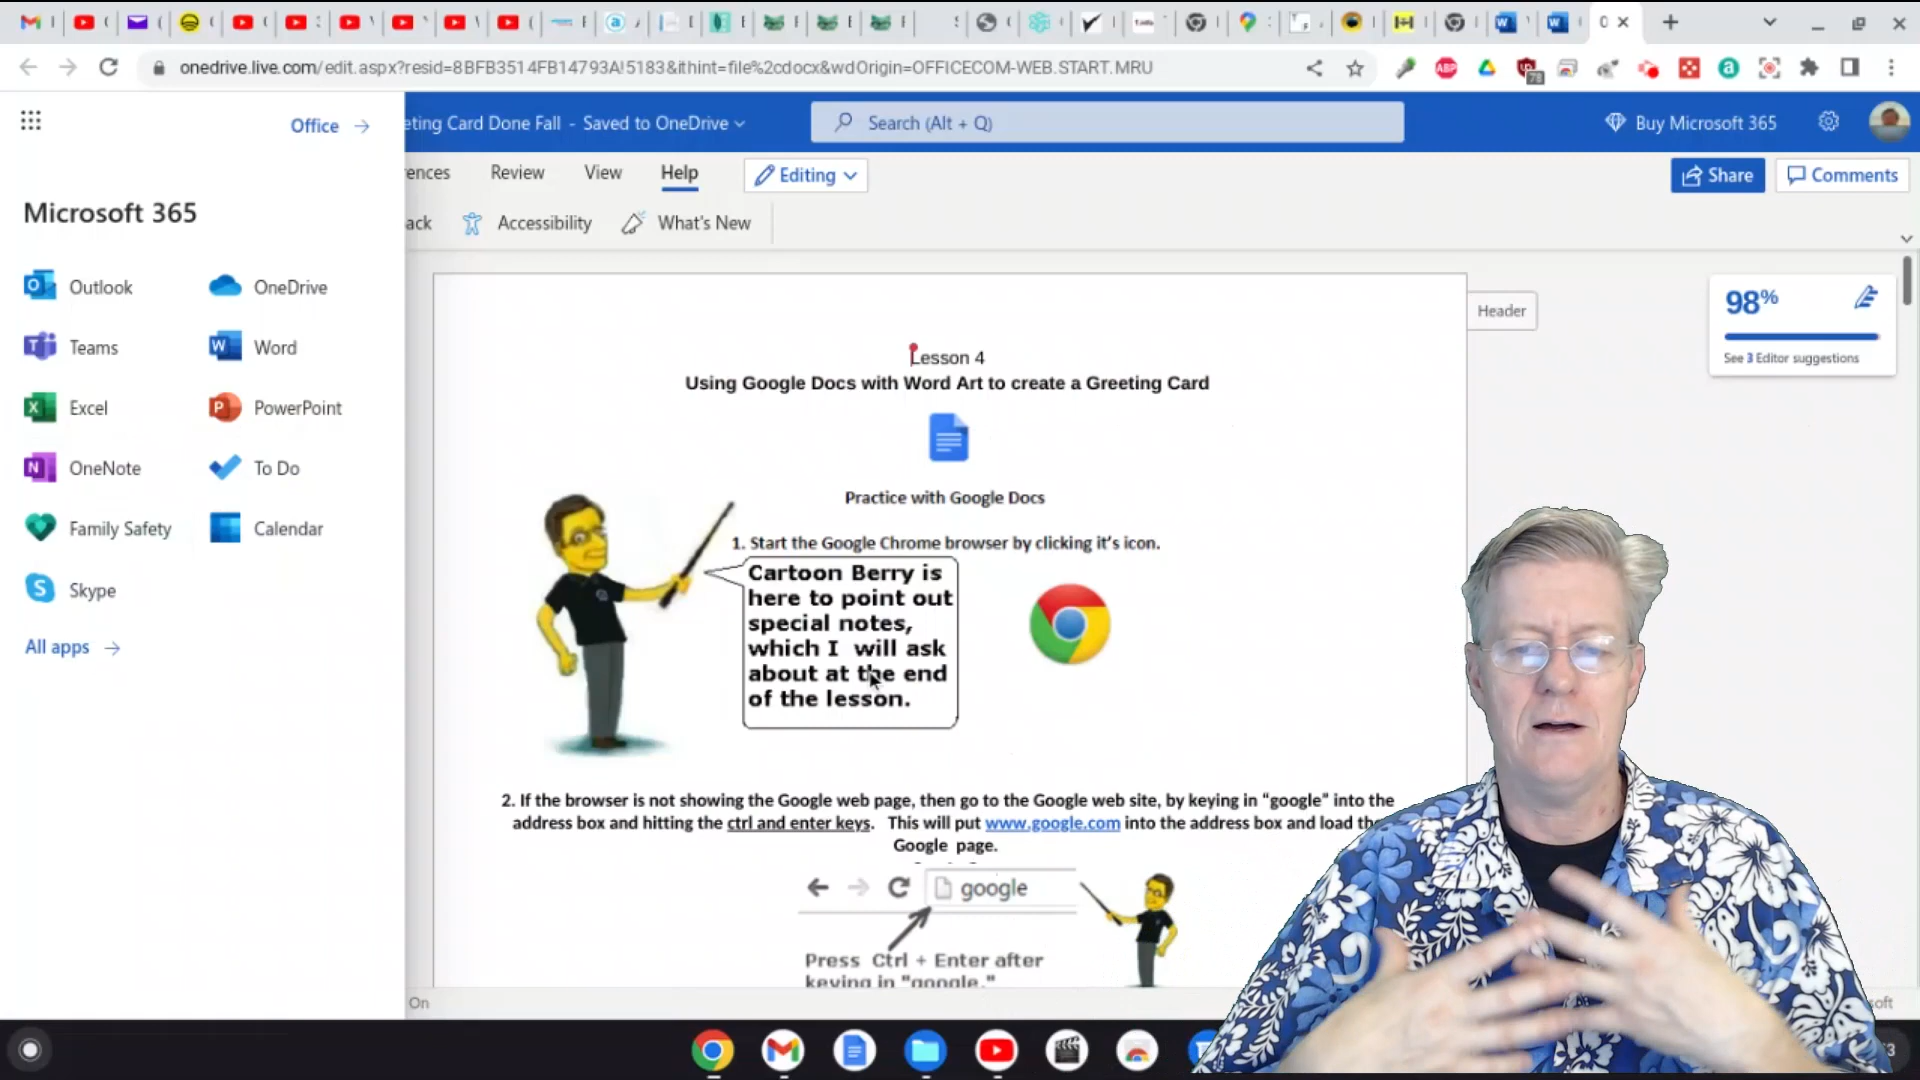 onedrive.live.com/edit.aspx?resid=8BFB3514FB14793A!5183&ithint=file%2cdocx&wdOrigin=OFFICECOM-WEB.START.MRU
ABP
78
Office
eting Card Done Fall - Saved to OneDrive
Search (Alt + Q)
Buy Microsoft 365
ences
Review
View
Help
Editing
Share
Comments
ack
Accessibility
What's New
Microsoft 365
Outlook
OneDrive
Teams
Word
Excel
PowerPoint
OneNote
To Do
Family Safety
Calendar
Skype
All apps
Header
98%
See 3 Editor suggestions
Lesson 4
Using Google Docs with Word Art to create a Greeting Card
Practice with Google Docs
1. Start the Google Chrome browser by clicking it's icon.
Cartoon Berry is
here to point out
special notes,
which I will ask
about at the end
of the lesson.
2. If the browser is not showing the Google web page, then go to the Google web site, by keying in “google” into the
address box and hitting the ctrl and enter keys. This will put www.google.com into the address box and load the
Google page.
google
Press Ctrl + Enter after
keying in "google."
On
soft